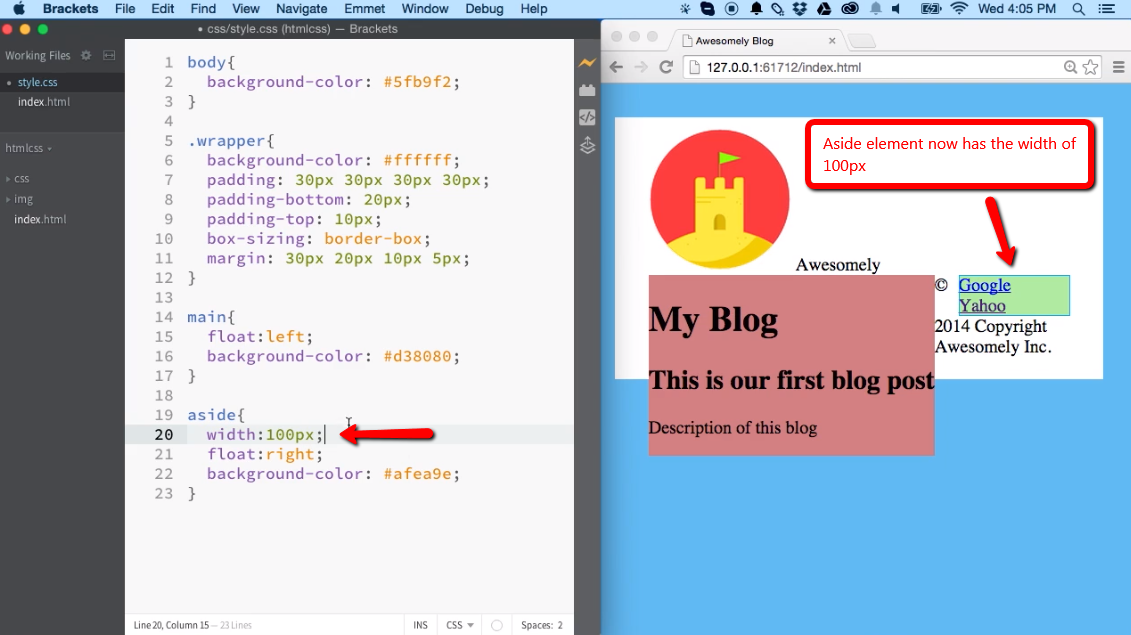 Brackets File Edit Find View Navigate Emmet Window Debug Help Wed 4:05 PM
• css/style.css (htmlcss) — Brackets
Working Files
• style.css
index.html
htmlcss
css
img
index.html
1 body{
2 background-color: #5fb9f2;
3 }
4
5 .wrapper{
6 background-color: #ffffff;
7 padding: 30px 30px 30px 30px;
8 padding-bottom: 20px;
9 padding-top: 10px;
10 box-sizing: border-box;
11 margin: 30px 20px 10px 5px;
12 }
13
14 main{
15 float:left;
16 background-color: #d38080;
17 }
18
19 aside{
20 width:100px;
21 float:right;
22 background-color: #afea9e;
23 }
Line 20, Column 15 — 23 Lines INS CSS Spaces: 2
Awesomely Blog
127.0.0.1:61712/index.html
Aside element now has the width of
100px
Awesomely
© Google
Yahoo
2014 Copyright
Awesomely Inc.
My Blog
This is our first blog post
Description of this blog